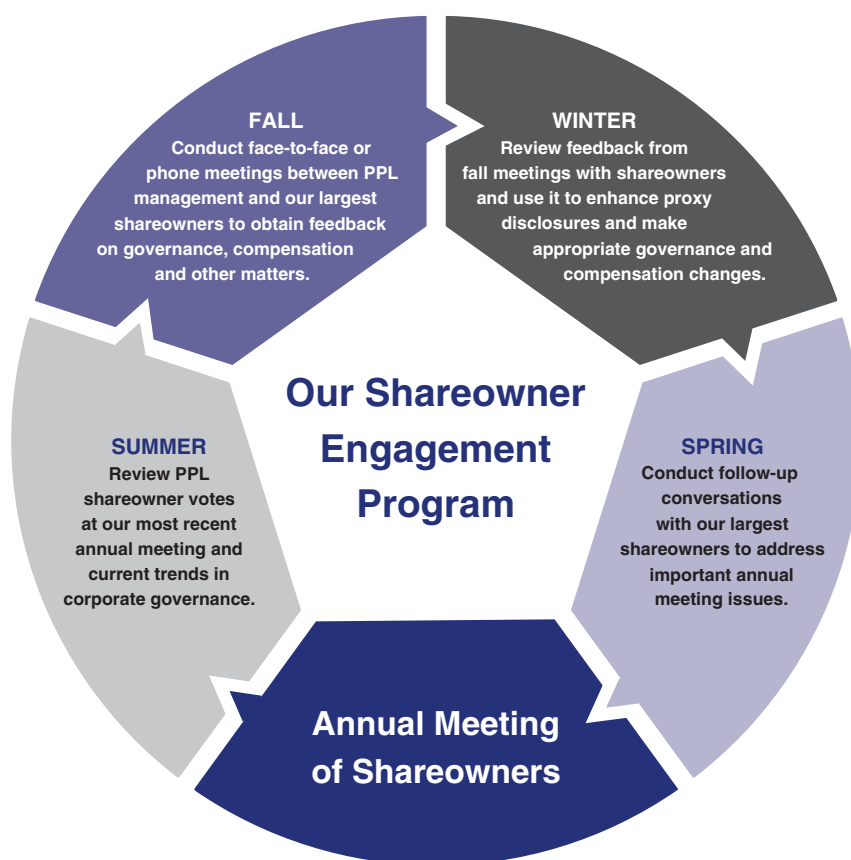 FALL
Conduct face-to-face or
phone meetings between PPL
management and our largest
shareowners to obtain feedback
on governance, compensation
and other matters.
WINTER
Review feedback from
fall meetings with shareowners
and use it to enhance proxy
disclosures and make
appropriate governance and
compensation changes.
Our Shareowner
Engagement
Program
SUMMER
Review PPL
shareowner votes
at our most recent
annual meeting and
current trends in
corporate governance.
SPRING
Conduct follow-up
conversations
with our largest
shareowners to address
important annual
meeting issues.
Annual Meeting
of Shareowners